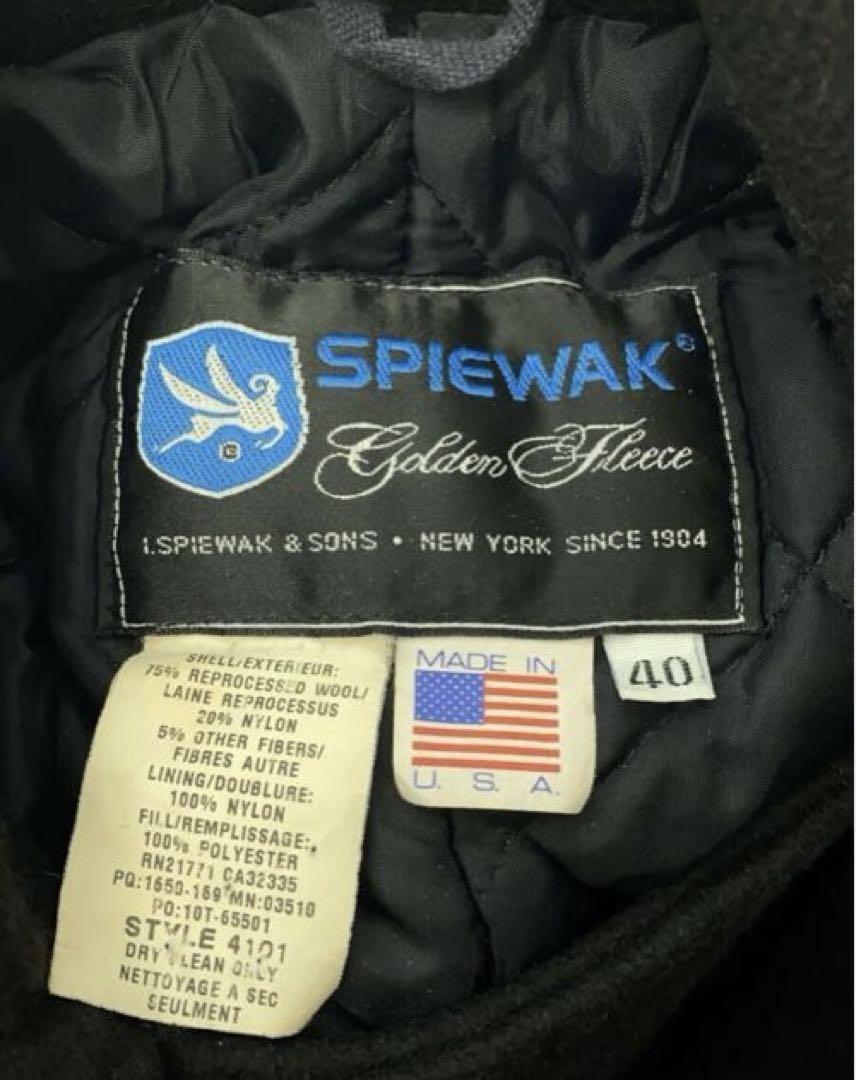 SPIEWAK®
Golden Fleece
I.SPIEWAK & SONS • NEW YORK SINCE 1904
SHELL/EXTERIEUR:
75% REPROCESSED WOOL/
LAINE REPROCESSUS
20% NYLON
5% OTHER FIBERS/
FIBRES AUTRE
LINING/DOUBLURE:
100% NYLON
FILL/REMPLISSAGE:
100% POLYESTER
RN21771 CA32335
PQ:1650-169 MN:03510
PO:10T-65501
STYLE 4101
DRY CLEAN ONLY
NETTOYAGE A SEC
SEULMENT
MADE IN
U. S. A.
40